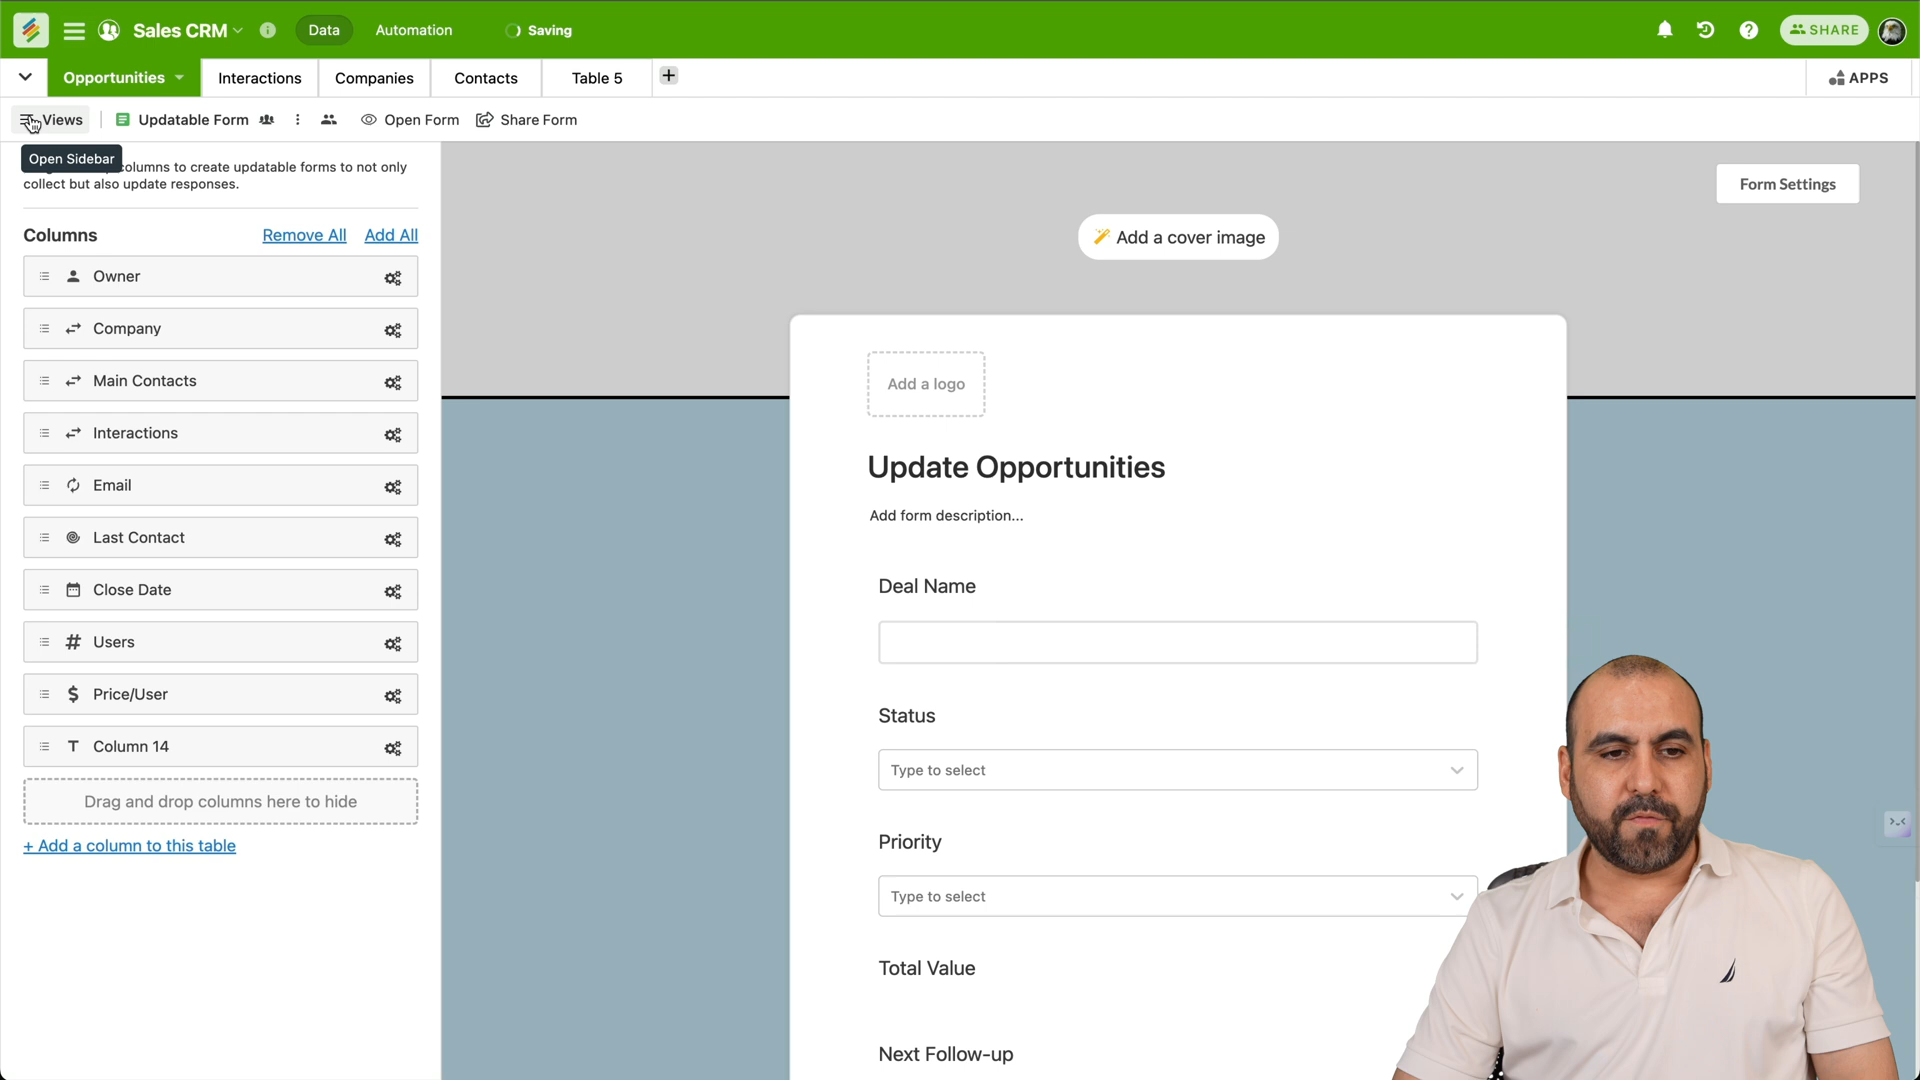 Sales CRM
Data
Automation
Saving
SHARE
Opportunities
Interactions
Companies
Contacts
Table 5
APPS
Views
Updatable Form
Open Form
Share Form
Open Sidebar
columns to create updatable forms to not only
collect but also update responses.
Form Settings
Columns
Remove All
Add All
Add a cover image
Owner
Company
Main Contacts
Interactions
Email
Last Contact
Close Date
Users
Price/User
Column 14
Drag and drop columns here to hide
+ Add a column to this table
Add a logo
Update Opportunities
Add form description...
Deal Name
Status
Type to select
Priority
Type to select
Total Value
Next Follow-up